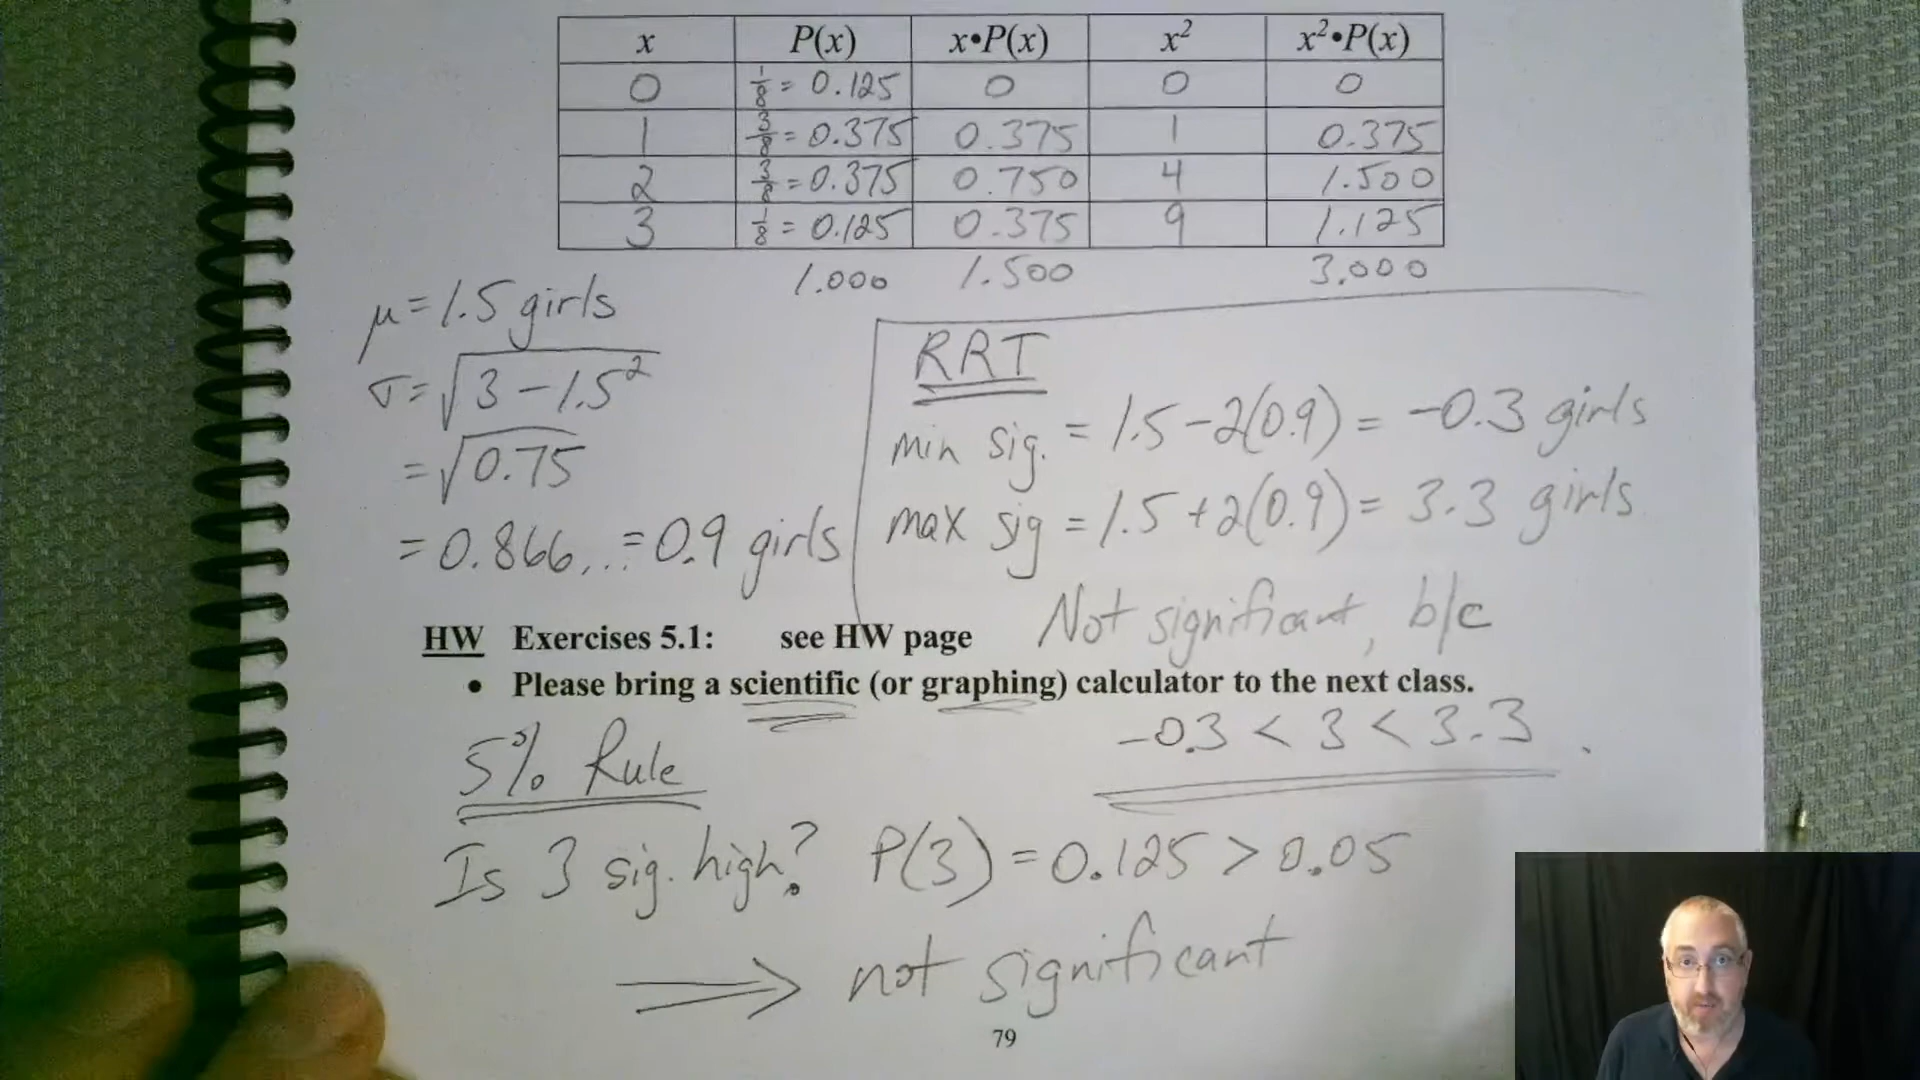 x P(x) x•P(x) x² x²•P(x)
0 1/8 = 0.125 0 0 0
1 3/8 = 0.375 0.375 1 0.375
2 3/8 = 0.375 0.750 4 1.500
3 1/8 = 0.125 0.375 9 1.125
1.000 1.500 3.000
μ = 1.5 girls
σ = √3 − 1.5²
= √0.75
= 0.866... = 0.9 girls
RRT
min sig. = 1.5 − 2(0.9) = −0.3 girls
max sig = 1.5 + 2(0.9) = 3.3 girls
Not significant, b/c
−0.3 < 3 < 3.3
HW Exercises 5.1: see HW page
• Please bring a scientific (or graphing) calculator to the next class.
5% Rule
Is 3 sig. high? P(3) = 0.125 > 0.05
⟹ not significant
79